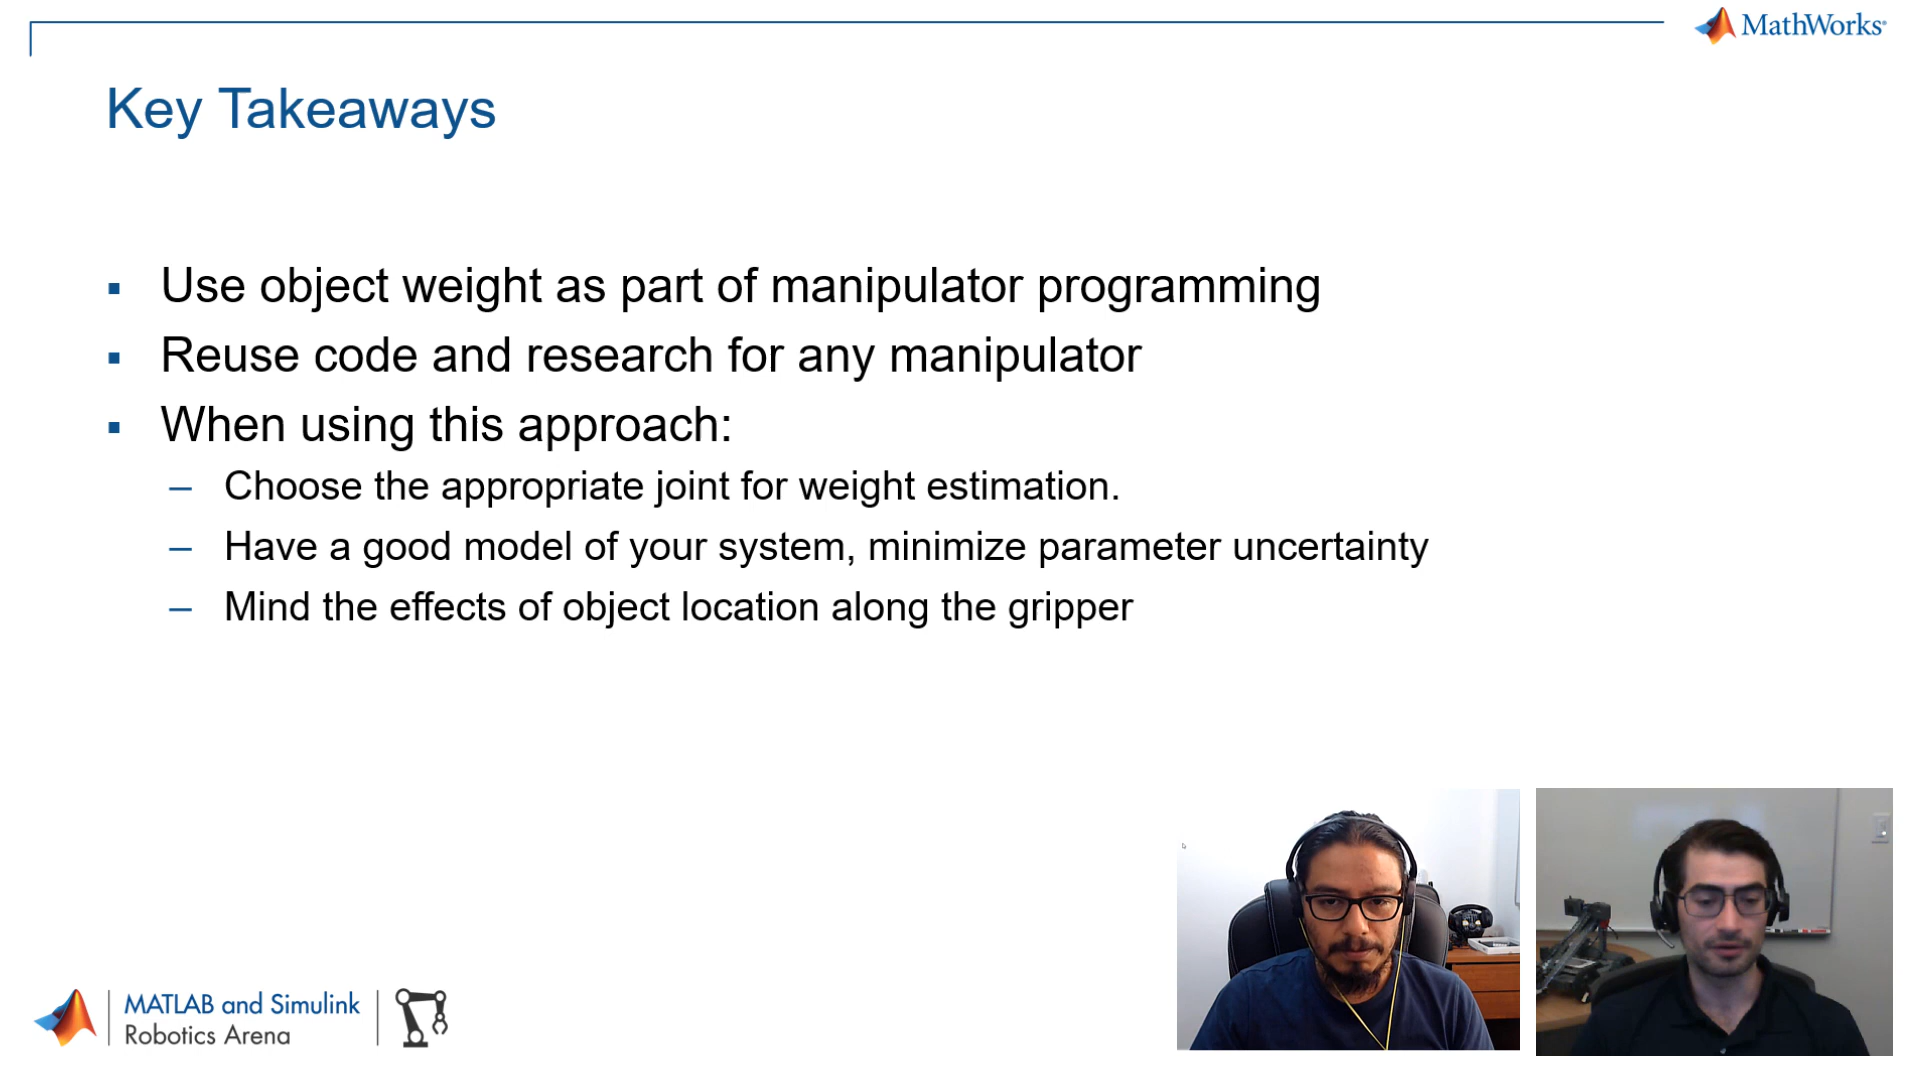 MathWorks®
Key Takeaways
▪ Use object weight as part of manipulator programming
▪ Reuse code and research for any manipulator
▪ When using this approach:
– Choose the appropriate joint for weight estimation.
– Have a good model of your system, minimize parameter uncertainty
– Mind the effects of object location along the gripper
MATLAB and Simulink
Robotics Arena